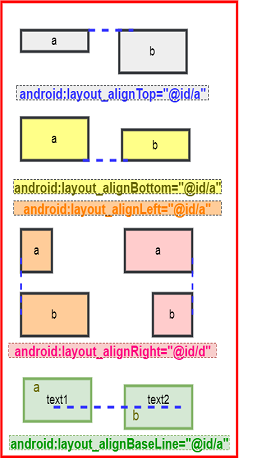 a
b
android:layout_alignTop="@id/a"
a
b
android:layout_alignBottom="@id/a"
android:layout_alignLeft="@id/a"
a a
b b
android:layout_alignRight="@id/d"
a
text1 text2
b
android:layout_alignBaseLine="@id/a"